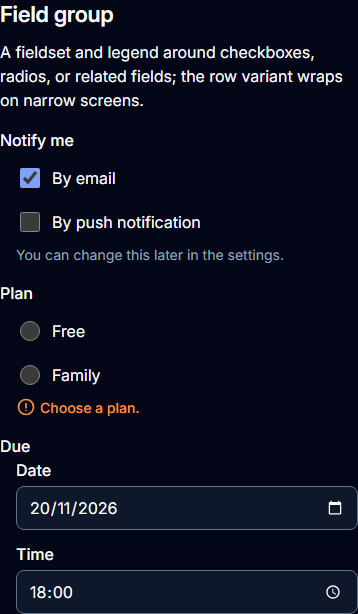 Field group
A fieldset and legend around checkboxes,
radios, or related fields; the row variant wraps
on narrow screens.
Notify me
By email
By push notification
You can change this later in the settings.
Plan
Free
Family
Choose a plan.
Due
Date
20/11/2026
Time
18:00